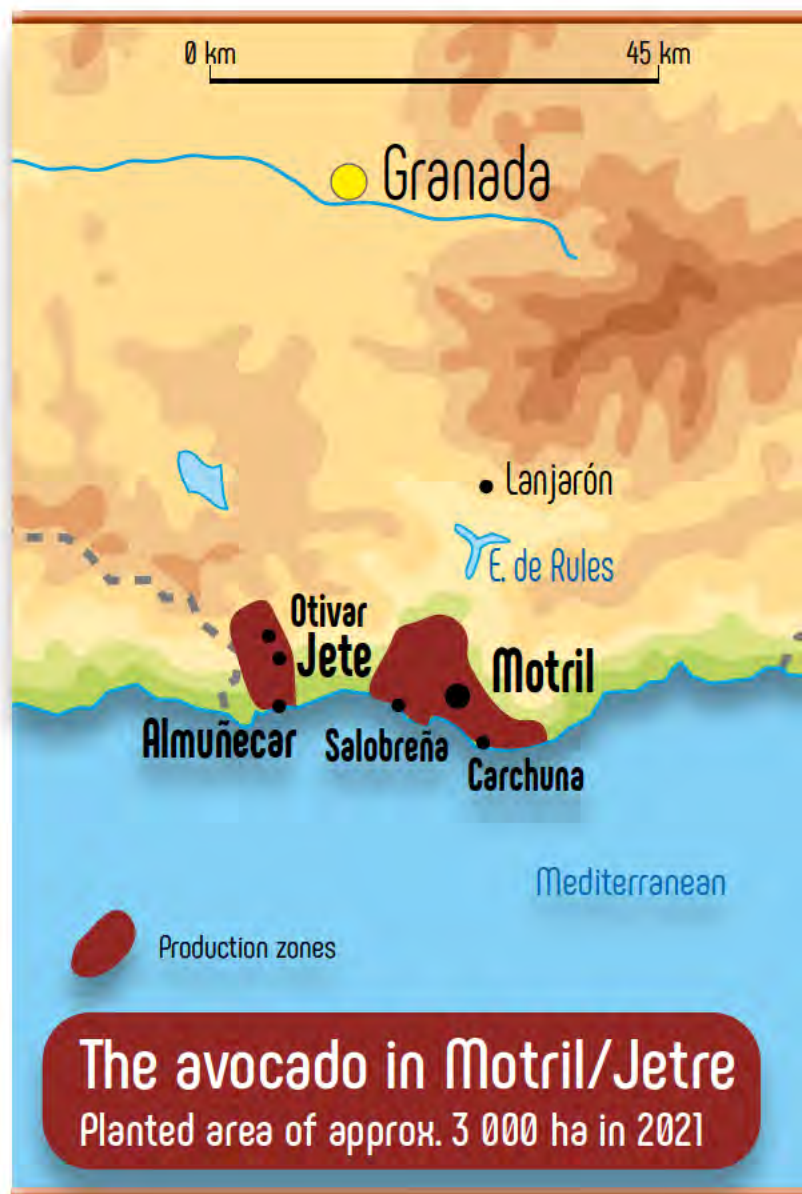 0 km
45 km
Granada
Lanjarón
E. de Rules
Otivar
Jete
Motril
Almuñecar
Salobreña
Carchuna
Mediterranean
Production zones
The avocado in Motril/Jetre
Planted area of approx. 3 000 ha in 2021